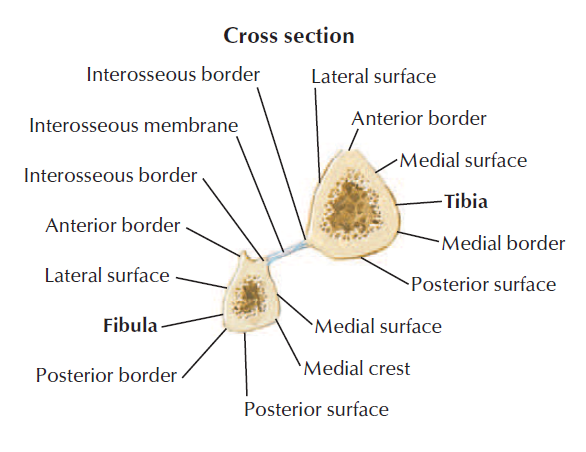 Cross section
Interosseous border
Lateral surface
Interosseous membrane
Anterior border
Medial surface
Interosseous border
Tibia
Anterior border
Medial border
Lateral surface
Posterior surface
Fibula
Medial surface
Posterior border
Medial crest
Posterior surface